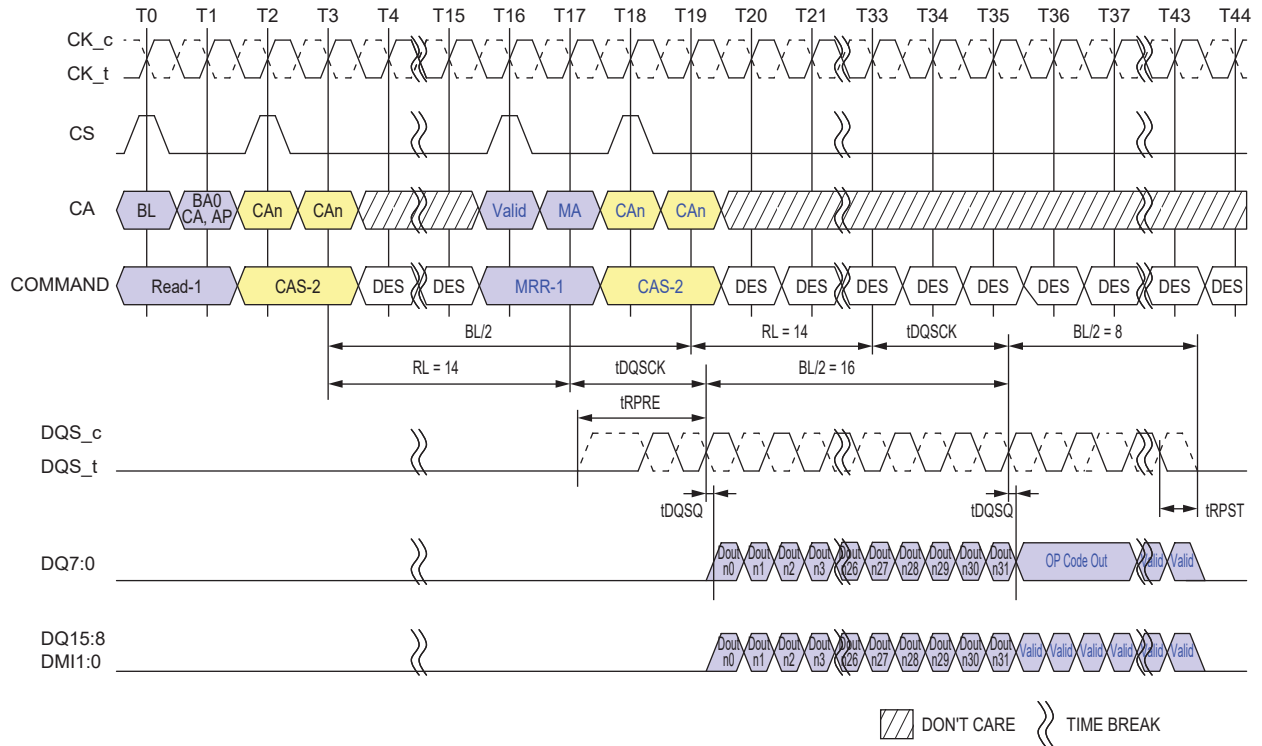 T0 T1 T2 T3 T4 T15 T16 T17 T18 T19 T20 T21 T33 T34 T35 T36 T37 T43 T44
CK_c
CK_t
CS
CA BL BA0 CA, AP CAn CAn Valid MA CAn CAn
COMMAND Read-1 CAS-2 DES DES MRR-1 CAS-2 DES DES DES DES DES DES DES DES DES
BL/2 RL = 14 tDQSCK BL/2 = 8
RL = 14 tDQSCK BL/2 = 16
tRPRE
DQS_c
DQS_t
tDQSQ tDQSQ tRPST
DQ7:0 Dout n0 Dout n1 Dout n2 Dout n3 Dout n26 Dout n27 Dout n28 Dout n29 Dout n30 Dout n31 OP Code Out Valid Valid
DQ15:8 Dout n0 Dout n1 Dout n2 Dout n3 Dout n26 Dout n27 Dout n28 Dout n29 Dout n30 Dout n31 Valid Valid Valid Valid Valid Valid
DMI1:0
DON'T CARE TIME BREAK